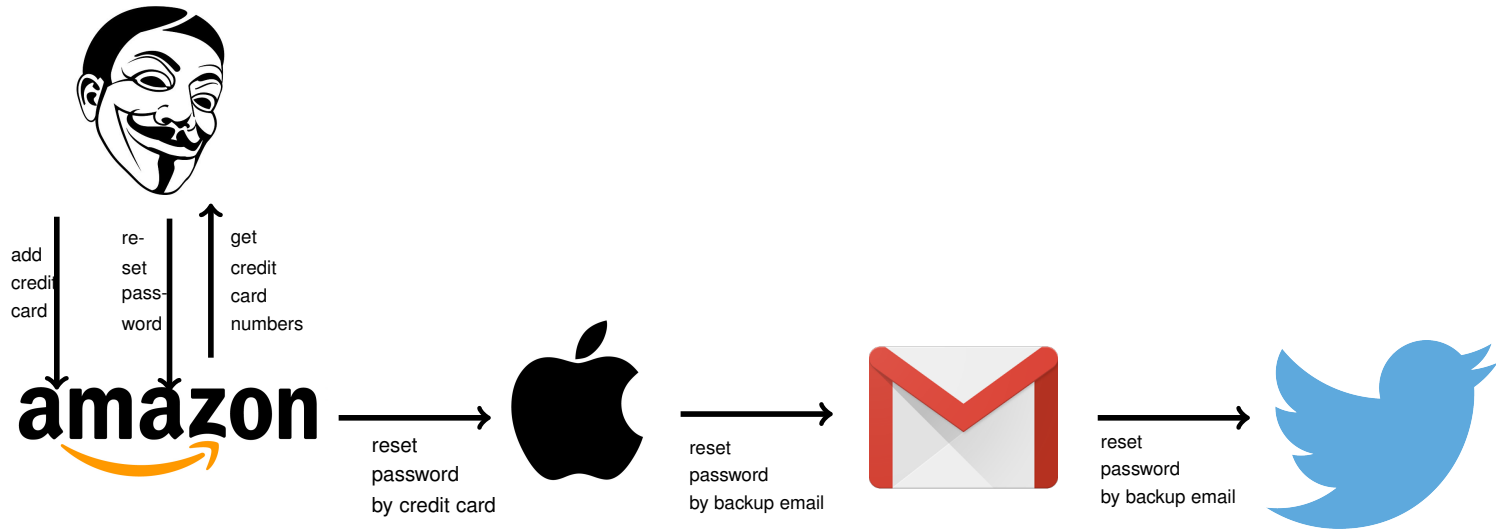 add
credit
card
re-
set
pass-
word
get
credit
card
numbers
amazon
reset
password
by credit card
reset
password
by backup email
reset
password
by backup email